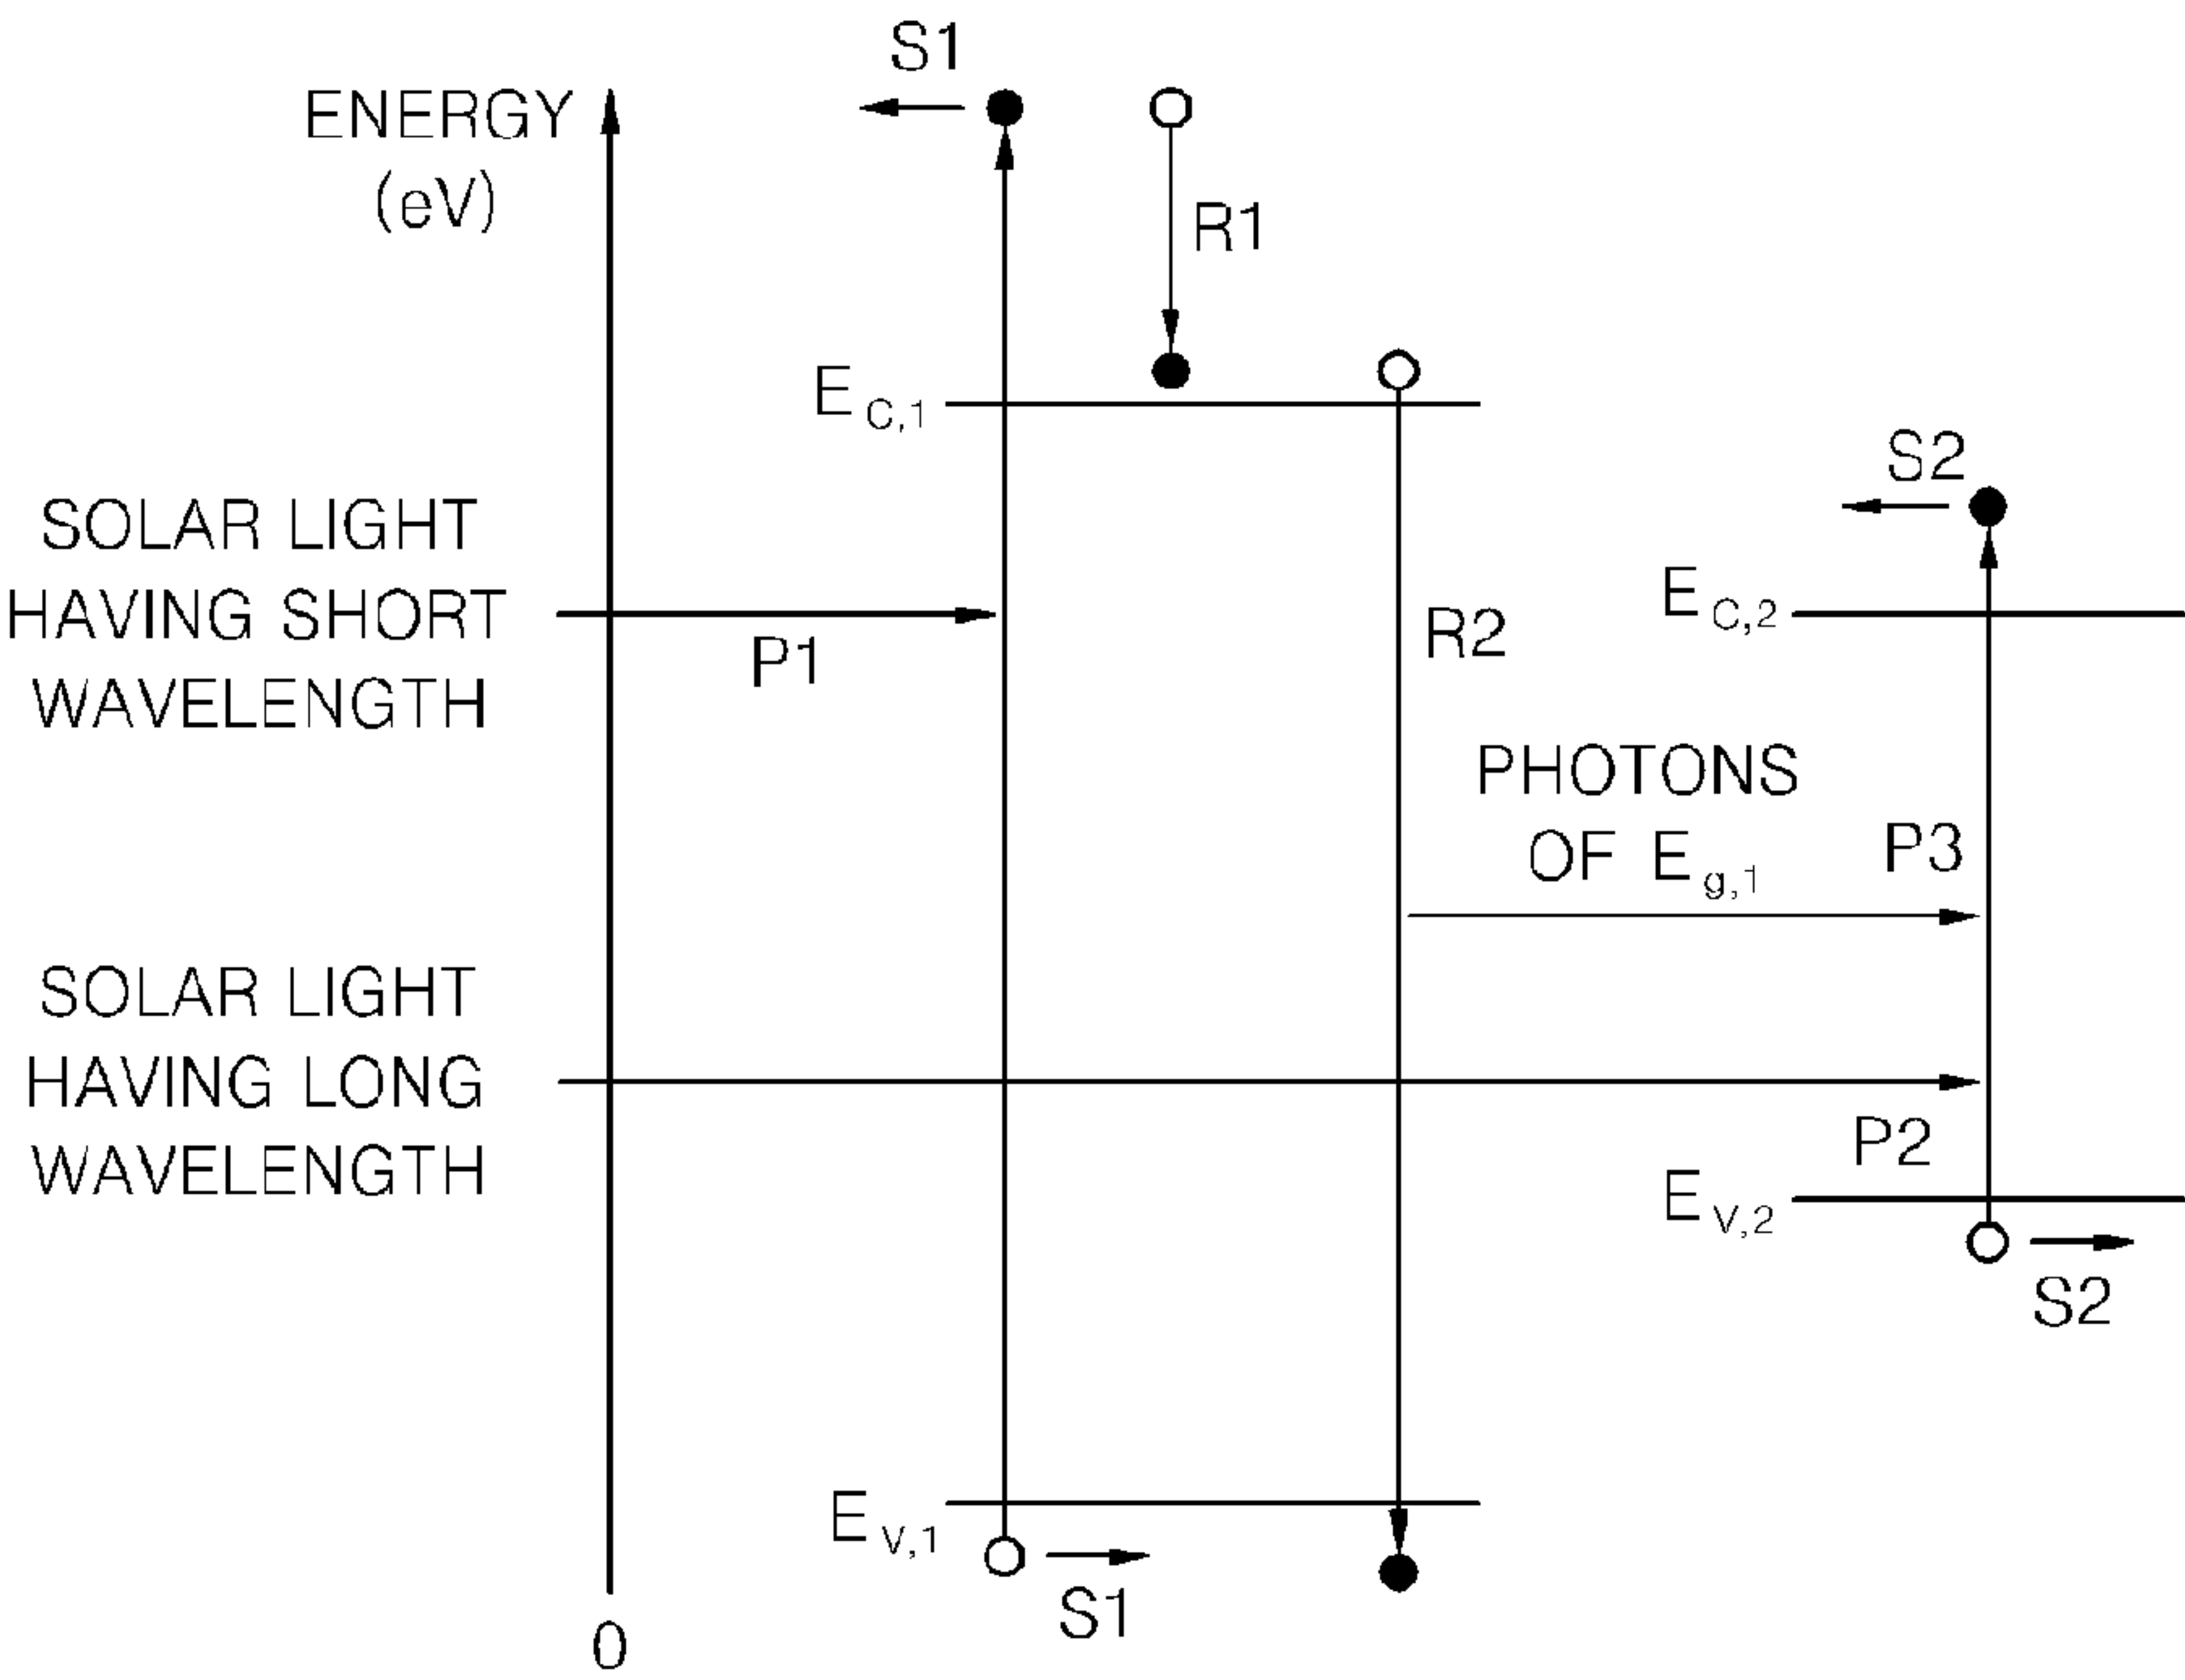 S1
ENERGY
(eV)
R1
E C,1
S2
SOLAR LIGHT
HAVING SHORT
WAVELENGTH
P1
R2
E C,2
PHOTONS
OF E g,1
P3
SOLAR LIGHT
HAVING LONG
WAVELENGTH
P2
E V,2
S2
E V,1
S1
0